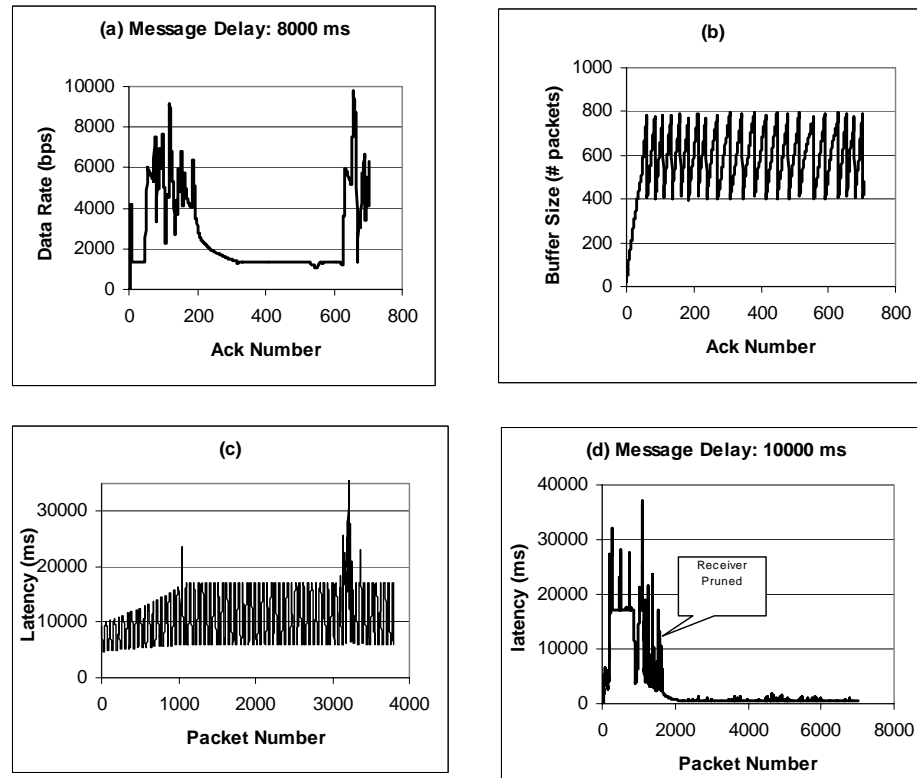 (a) Message Delay: 8000 ms
10000
8000
6000
4000
2000
0
Data Rate (bps)
0 200 400 600 800
Ack Number
(b)
1000
800
600
400
200
0
Buffer Size (# packets)
0 200 400 600 800
Ack Number
(c)
30000
20000
10000
0
Latency (ms)
0 1000 2000 3000 4000
Packet Number
(d) Message Delay: 10000 ms
40000
30000
20000
10000
0
latency (ms)
Receiver
Pruned
0 2000 4000 6000 8000
Packet Number